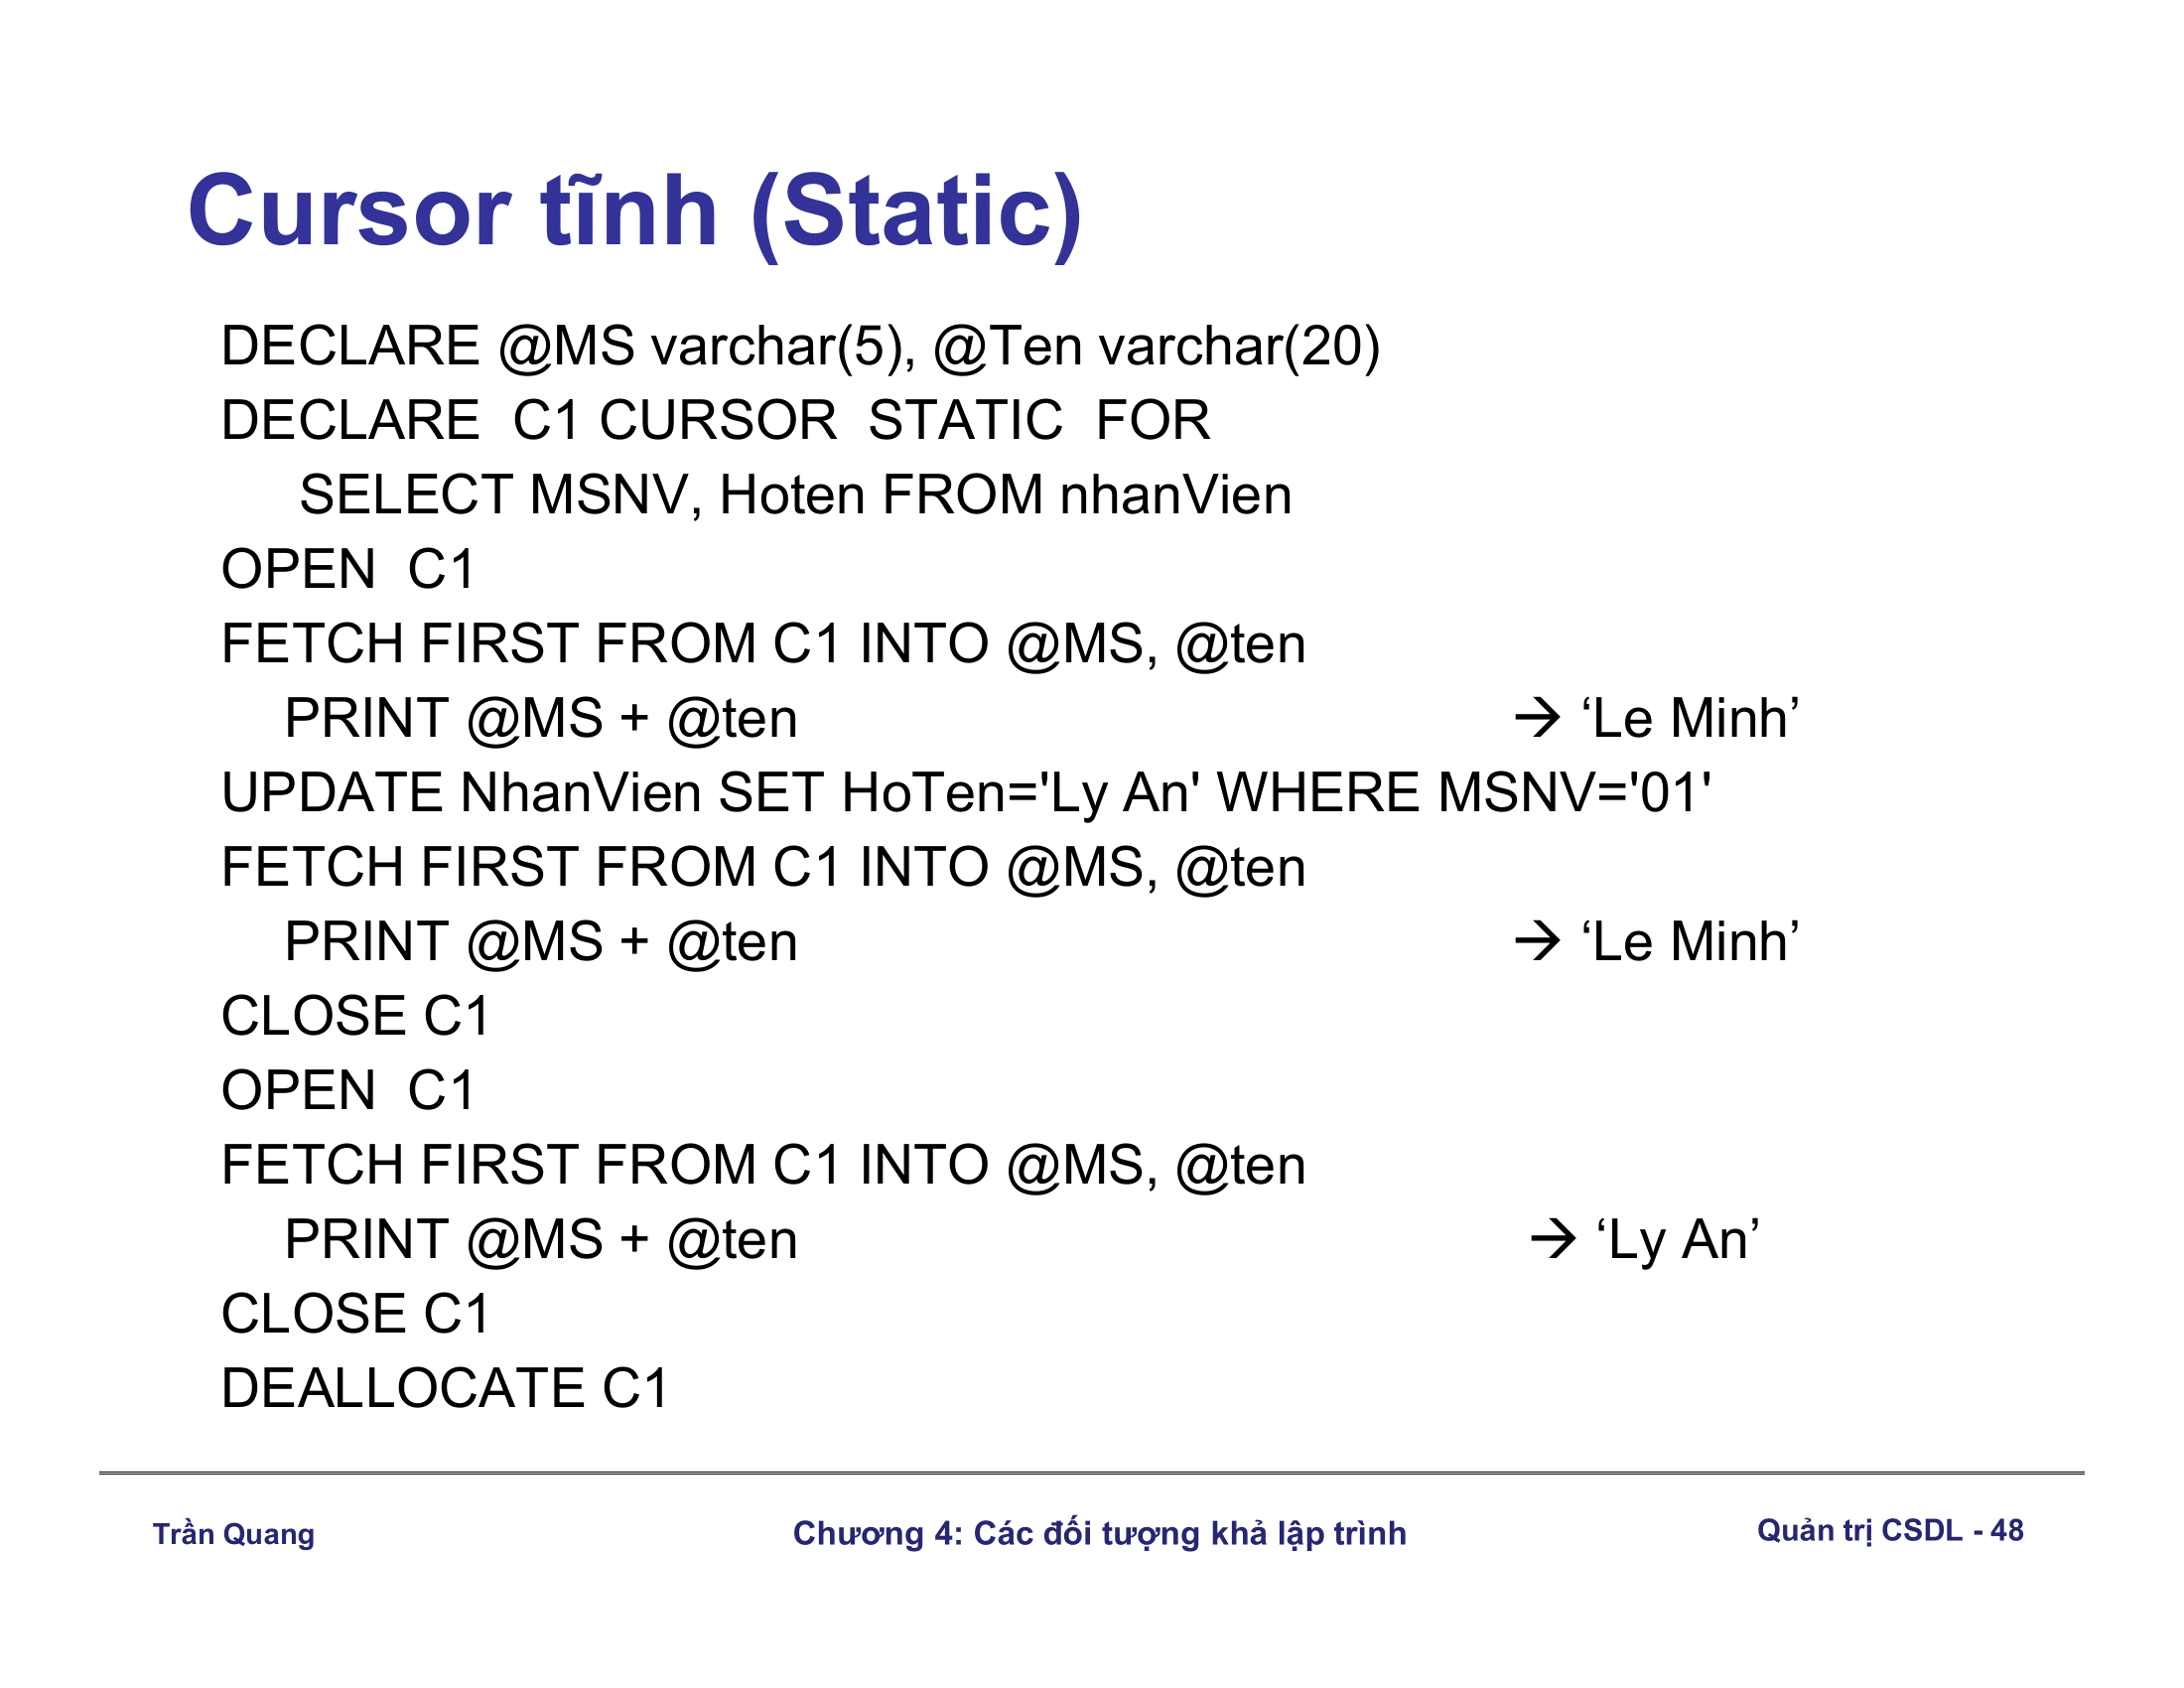 Cursor tĩnh (Static)
DECLARE @MS varchar(5), @Ten varchar(20)
DECLARE C1 CURSOR STATIC FOR
SELECT MSNV, Hoten FROM nhanVien
OPEN C1
FETCH FIRST FROM C1 INTO @MS, @ten
PRINT @MS + @ten → ‘Le Minh’
UPDATE NhanVien SET HoTen='Ly An' WHERE MSNV='01'
FETCH FIRST FROM C1 INTO @MS, @ten
PRINT @MS + @ten → ‘Le Minh’
CLOSE C1
OPEN C1
FETCH FIRST FROM C1 INTO @MS, @ten
PRINT @MS + @ten → ‘Ly An’
CLOSE C1
DEALLOCATE C1
Trần Quang
Chương 4: Các đối tượng khả lập trình
Quản trị CSDL - 48